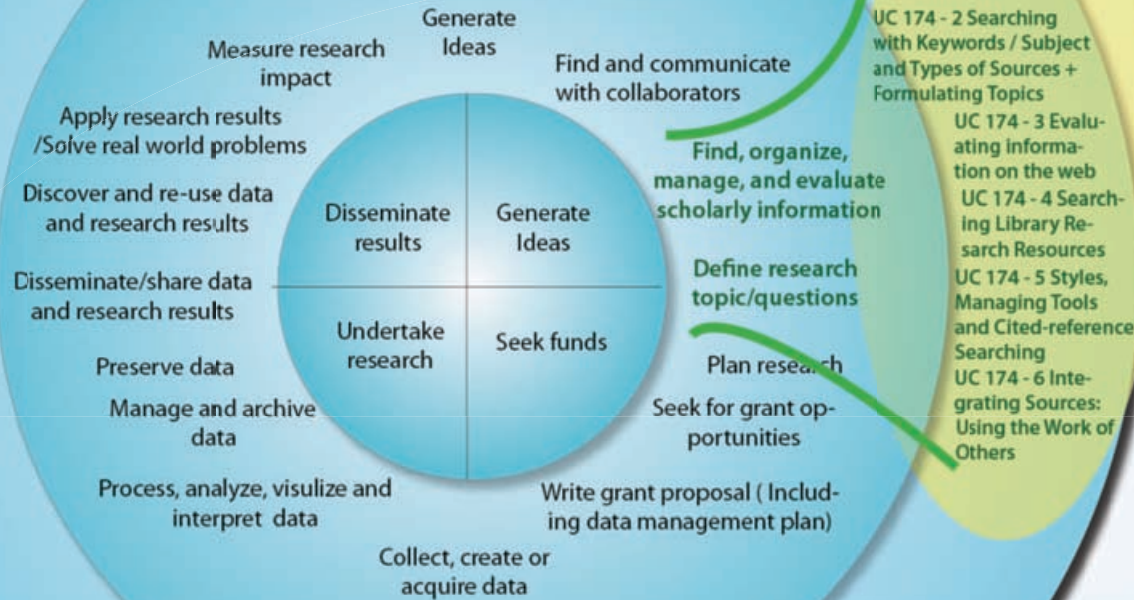 Generate
Ideas
Measure research
impact
Find and communicate
with collaborators
Apply research results
/Solve real world problems
Find, organize,
manage, and evaluate
scholarly information
Discover and re-use data
and research results
Define research
topic/questions
Disseminate/share data
and research results
Preserve data
Plan research
Manage and archive
data
Seek for grant op-
portunities
Process, analyze, visulize and
interpret data
Write grant proposal ( Includ-
ing data management plan)
Collect, create or
acquire data
Disseminate
results
Generate
Ideas
Undertake
research
Seek funds
UC 174 - 2 Searching
with Keywords / Subject
and Types of Sources +
Formulating Topics
UC 174 - 3 Evalu-
ating informa-
tion on the web
UC 174 - 4 Search-
ing Library Re-
sarch Resources
UC 174 - 5 Styles,
Managing Tools
and Cited-reference
Searching
UC 174 - 6 Inte-
grating Sources:
Using the Work of
Others